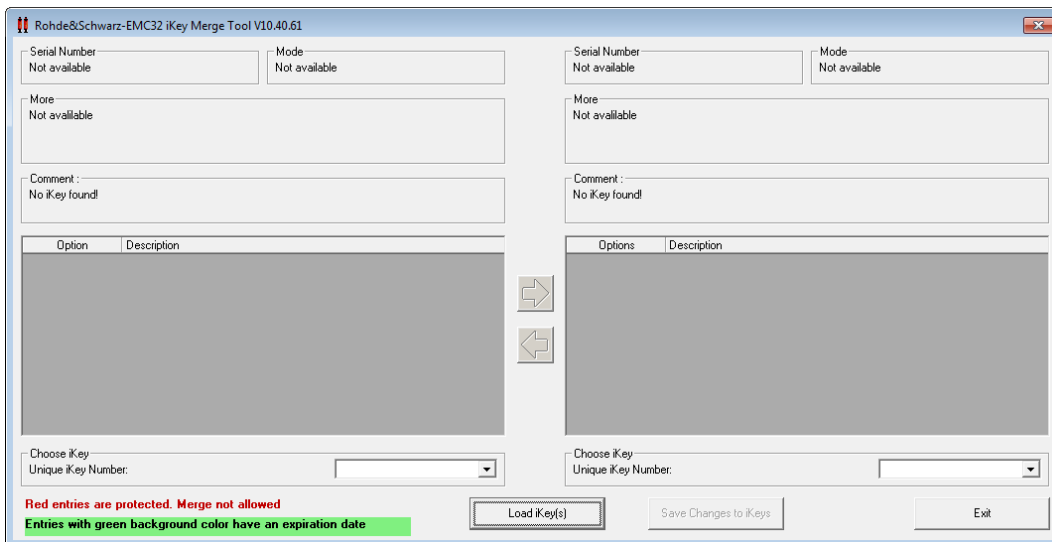 Rohde&Schwarz-EMC32 iKey Merge Tool V10.40.61
Serial Number
Not available
Mode
Not available
More
Not avalilable
Comment :
No iKey found!
Option Description
Choose iKey
Unique iKey Number:
Serial Number
Not available
Mode
Not available
More
Not avalilable
Comment :
No iKey found!
Options Description
Choose iKey
Unique iKey Number:
Red entries are protected. Merge not allowed
Entries with green background color have an expiration date
Load iKey(s)
Save Changes to iKeys
Exit